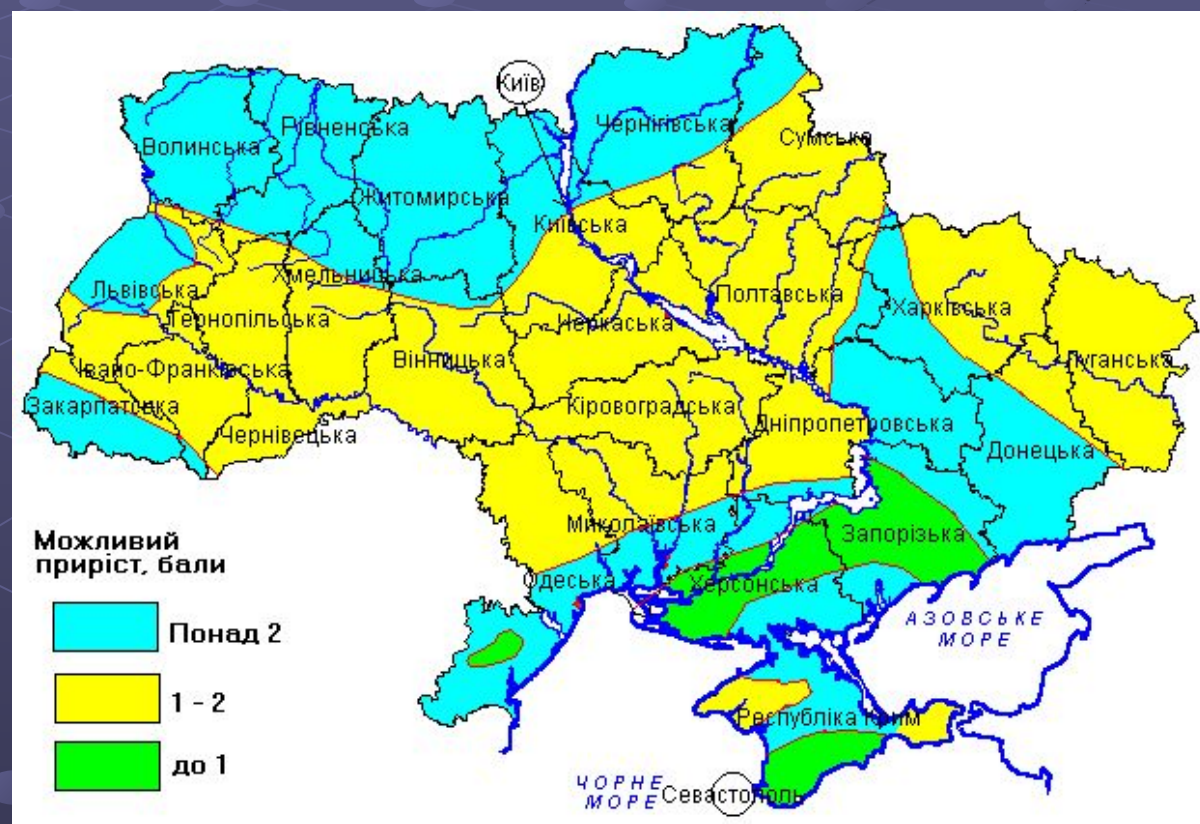 Київ
Чернігівська
Сумська
Рівненська
Волинська
Житомирська
Київська
Хмельницька
Львівська
Тернопільська
Полтавська
Харківська
Черкаська
Вінницька
Луганська
Івано-Франківська
Закарпатська
Кіровоградська
Дніпропетровська
Чернівецька
Донецька
Миколаївська
Запорізька
Одеська
Херсонська
Можливий
приріст, бали
Понад 2
1 - 2
до 1
АЗОВСЬКЕ
МОРЕ
Республіка Крим
ЧОРНЕ
МОРЕ
Севастополь